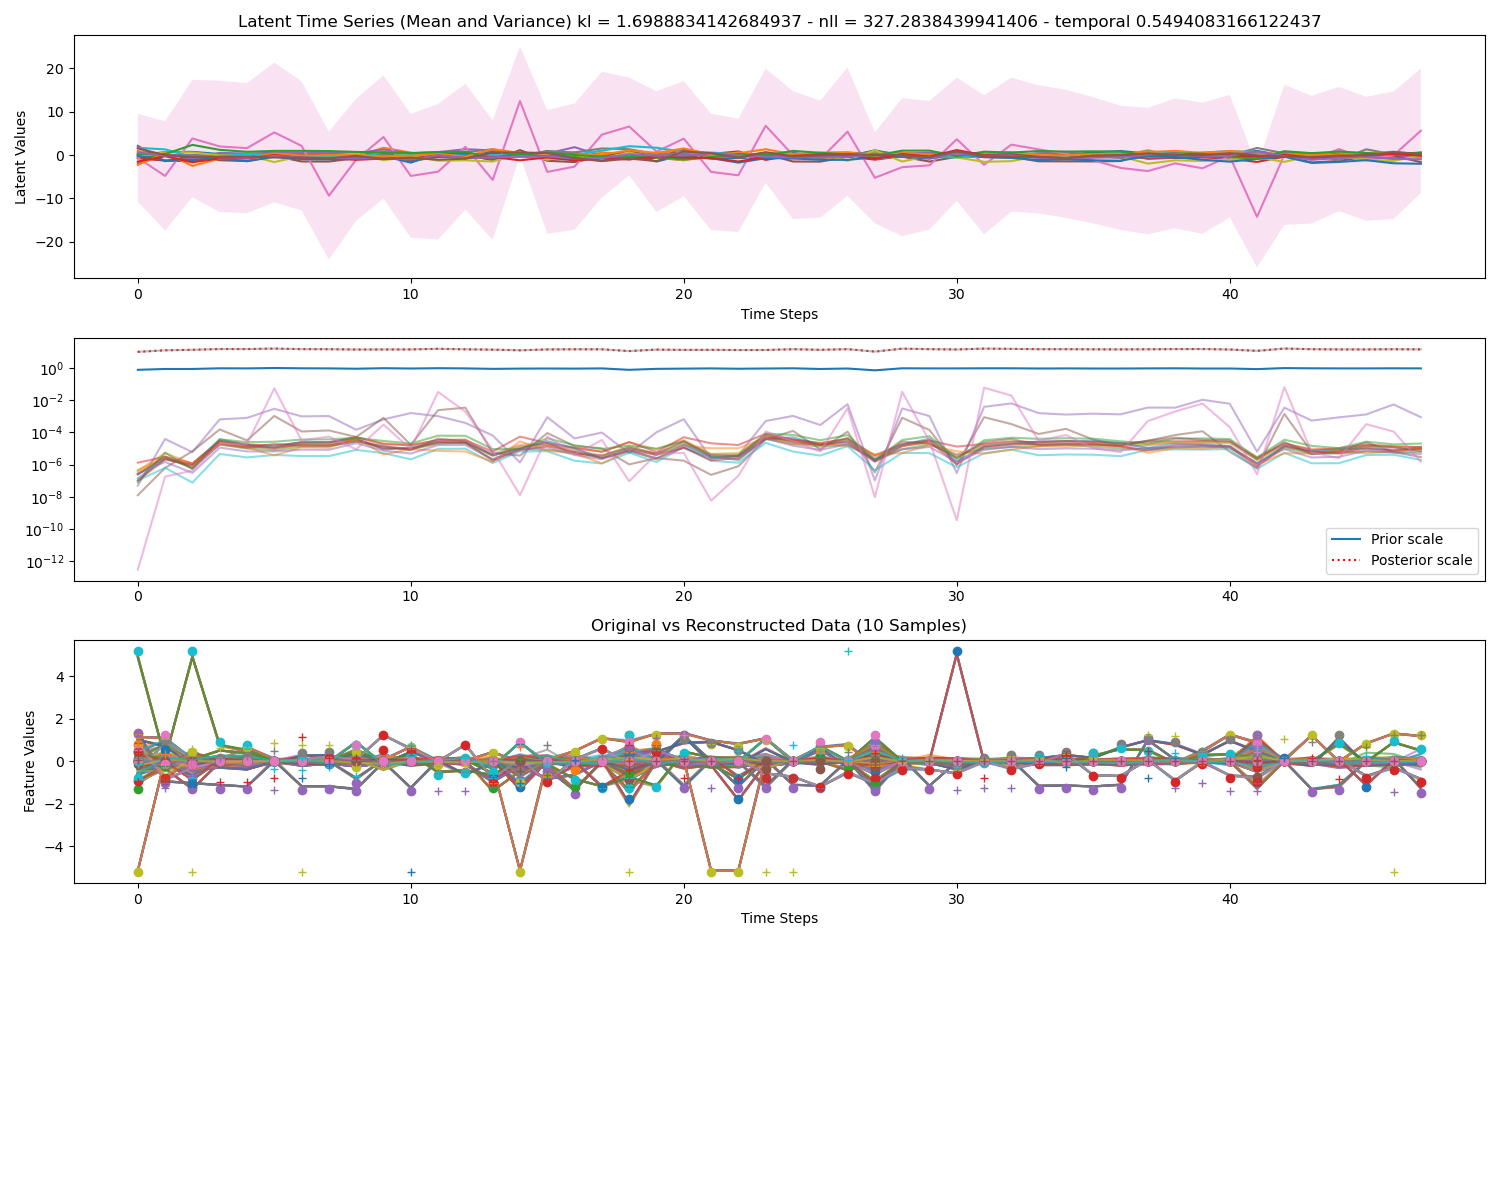 Latent Time Series (Mean and Variance) kl = 1.6988834142684937 - nll = 327.2838439941406 - temporal 0.5494083166122437
20
10
0
−10
−20
Latent Values
0 10 20 30 40
Time Steps
10^0
10^−2
10^−4
10^−6
10^−8
10^−10
10^−12
Prior scale
Posterior scale
0 10 20 30 40
Original vs Reconstructed Data (10 Samples)
4
2
0
−2
−4
Feature Values
0 10 20 30 40
Time Steps